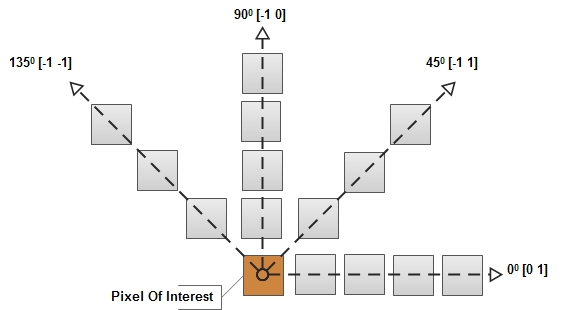 90⁰ [-1 0]
135⁰ [-1 -1]
45⁰ [-1 1]
0⁰ [0 1]
Pixel Of Interest